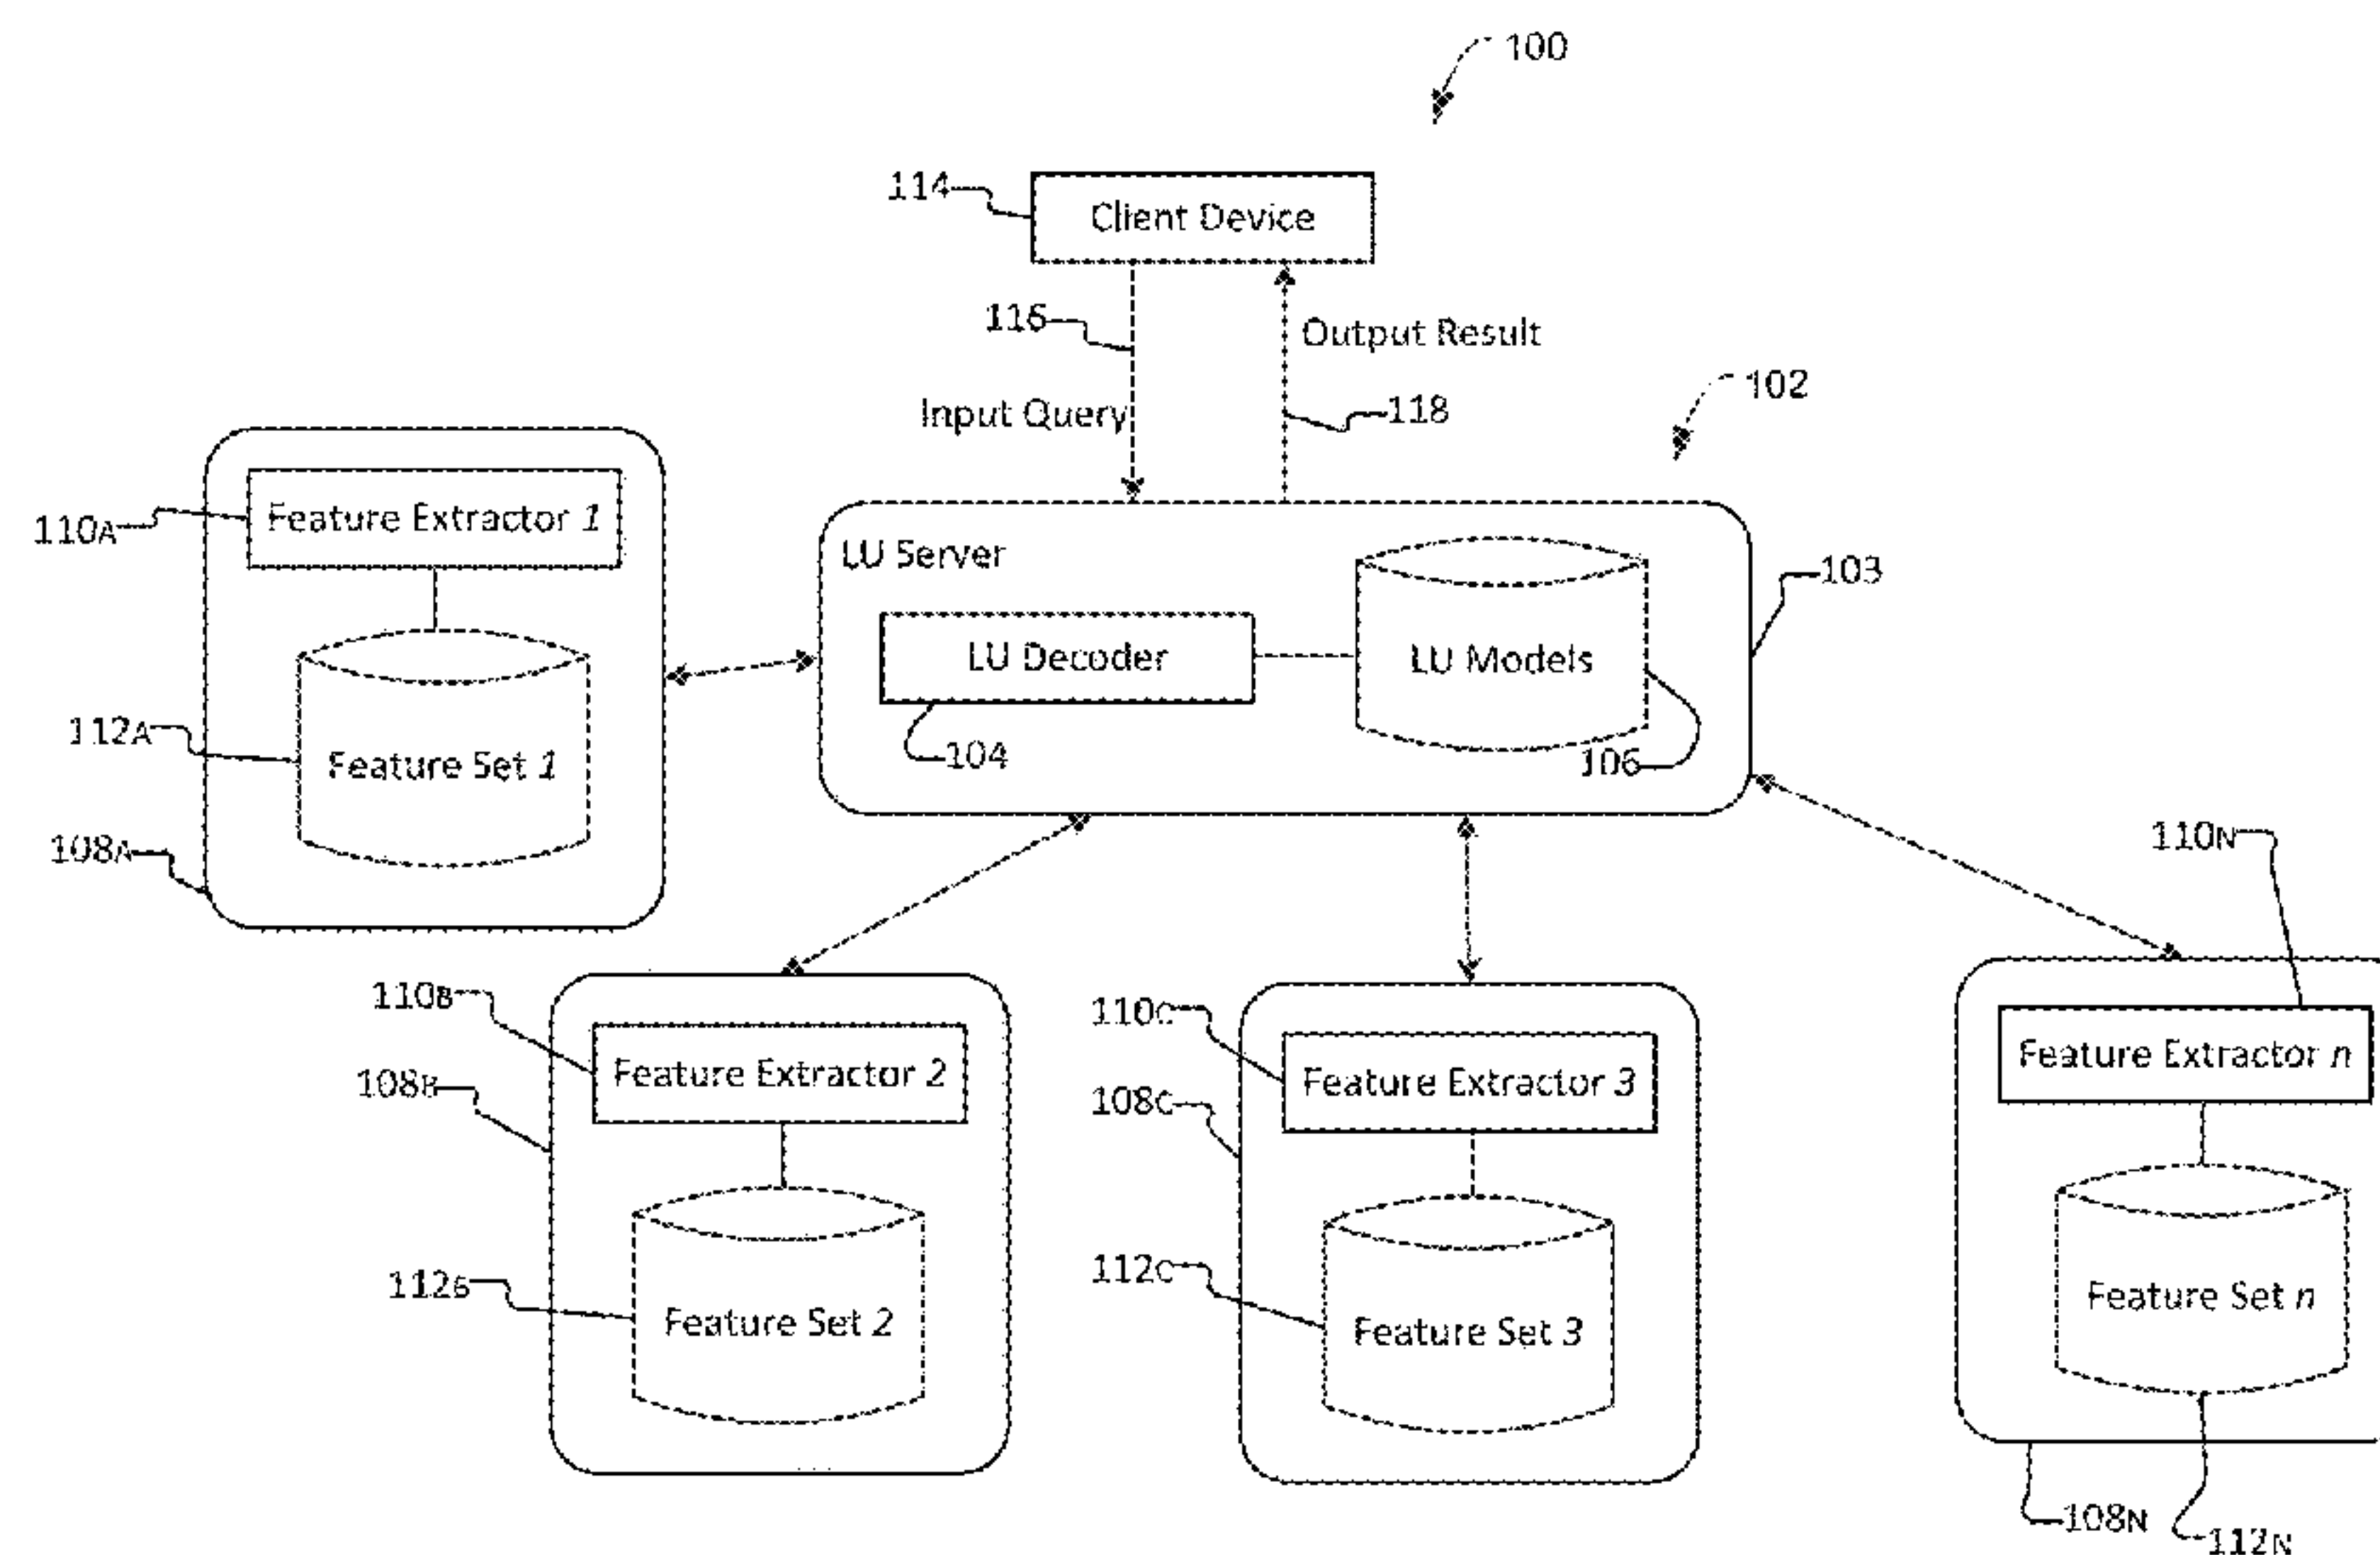 100
114
Client Device
116
Output Result
102
Input Query
118
Feature Extractor 1
110A
LU Server
103
LU Decoder
LU Models
112A
Feature Set 1
104
106
108A
110N
110B
110C
Feature Extractor 2
Feature Extractor 3
Feature Extractor n
108B
108C
112B
112C
Feature Set 2
Feature Set 3
Feature Set n
108N
112N